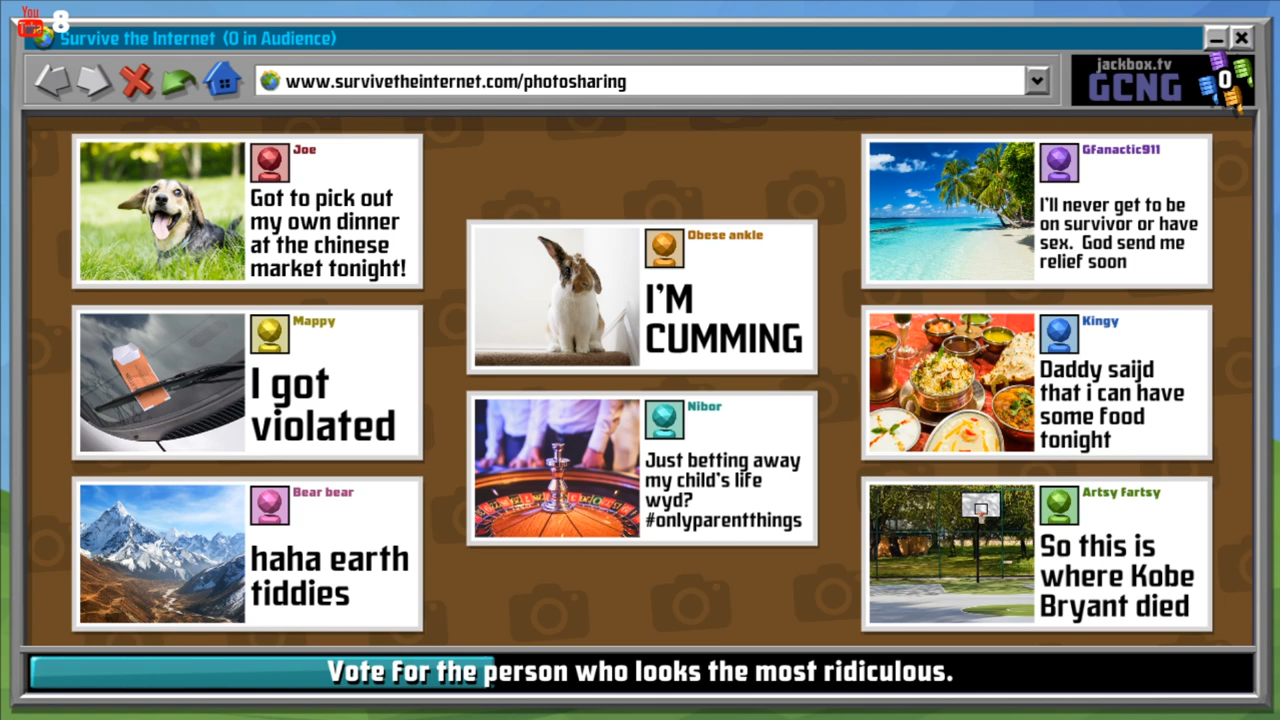 You
Tube
8
Survive the Internet (0 in Audience)
www.survivetheinternet.com/photosharing
jackbox.tv
GCNG
0
Joe
Got to pick out
my own dinner
at the chinese
market tonight!
Mappy
I got
violated
Bear bear
haha earth
tiddies
Obese ankle
I'M
CUMMING
Nibor
Just betting away
my child's life
wyd?
#onlyparentthings
Gfanactic911
I'll never get to be
on survivor or have
sex. God send me
relief soon
Kingy
Daddy saijd
that i can have
some food
tonight
Artsy fartsy
So this is
where Kobe
Bryant died
Vote for the person who looks the most ridiculous.